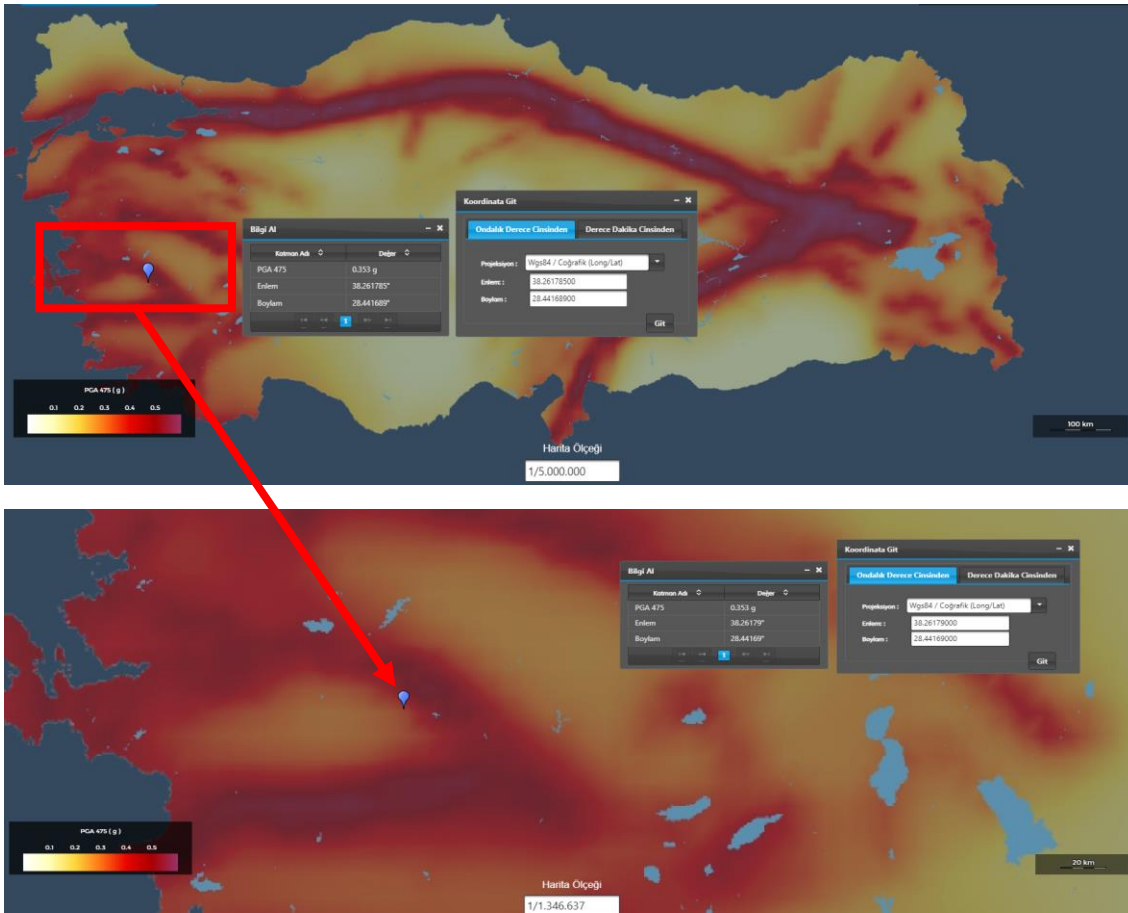 Koordinata Git
Ondalık Derece Cinsinden Derece Dakika Cinsinden
Projeksiyon : Wgs84 / Coğrafik (Long/Lat)
Enlem : 38.26178500
Boylam : 28.44168900
Git
Bilgi Al
Katman Adı Değer
PGA 475 0.353 g
Enlem 38.261785°
Boylam 28.441689°
1
PGA 475 ( g )
0.1 0.2 0.3 0.4 0.5
100 km
Harita Ölçeği
1/5.000.000
Koordinata Git
Ondalık Derece Cinsinden Derece Dakika Cinsinden
Projeksiyon : Wgs84 / Coğrafik (Long/Lat)
Enlem : 38.26179000
Boylam : 28.44169000
Git
Bilgi Al
Katman Adı Değer
PGA 475 0.353 g
Enlem 38.26179°
Boylam 28.44169°
1
PGA 475 ( g )
0.1 0.2 0.3 0.4 0.5
20 km
Harita Ölçeği
1/1.346.637